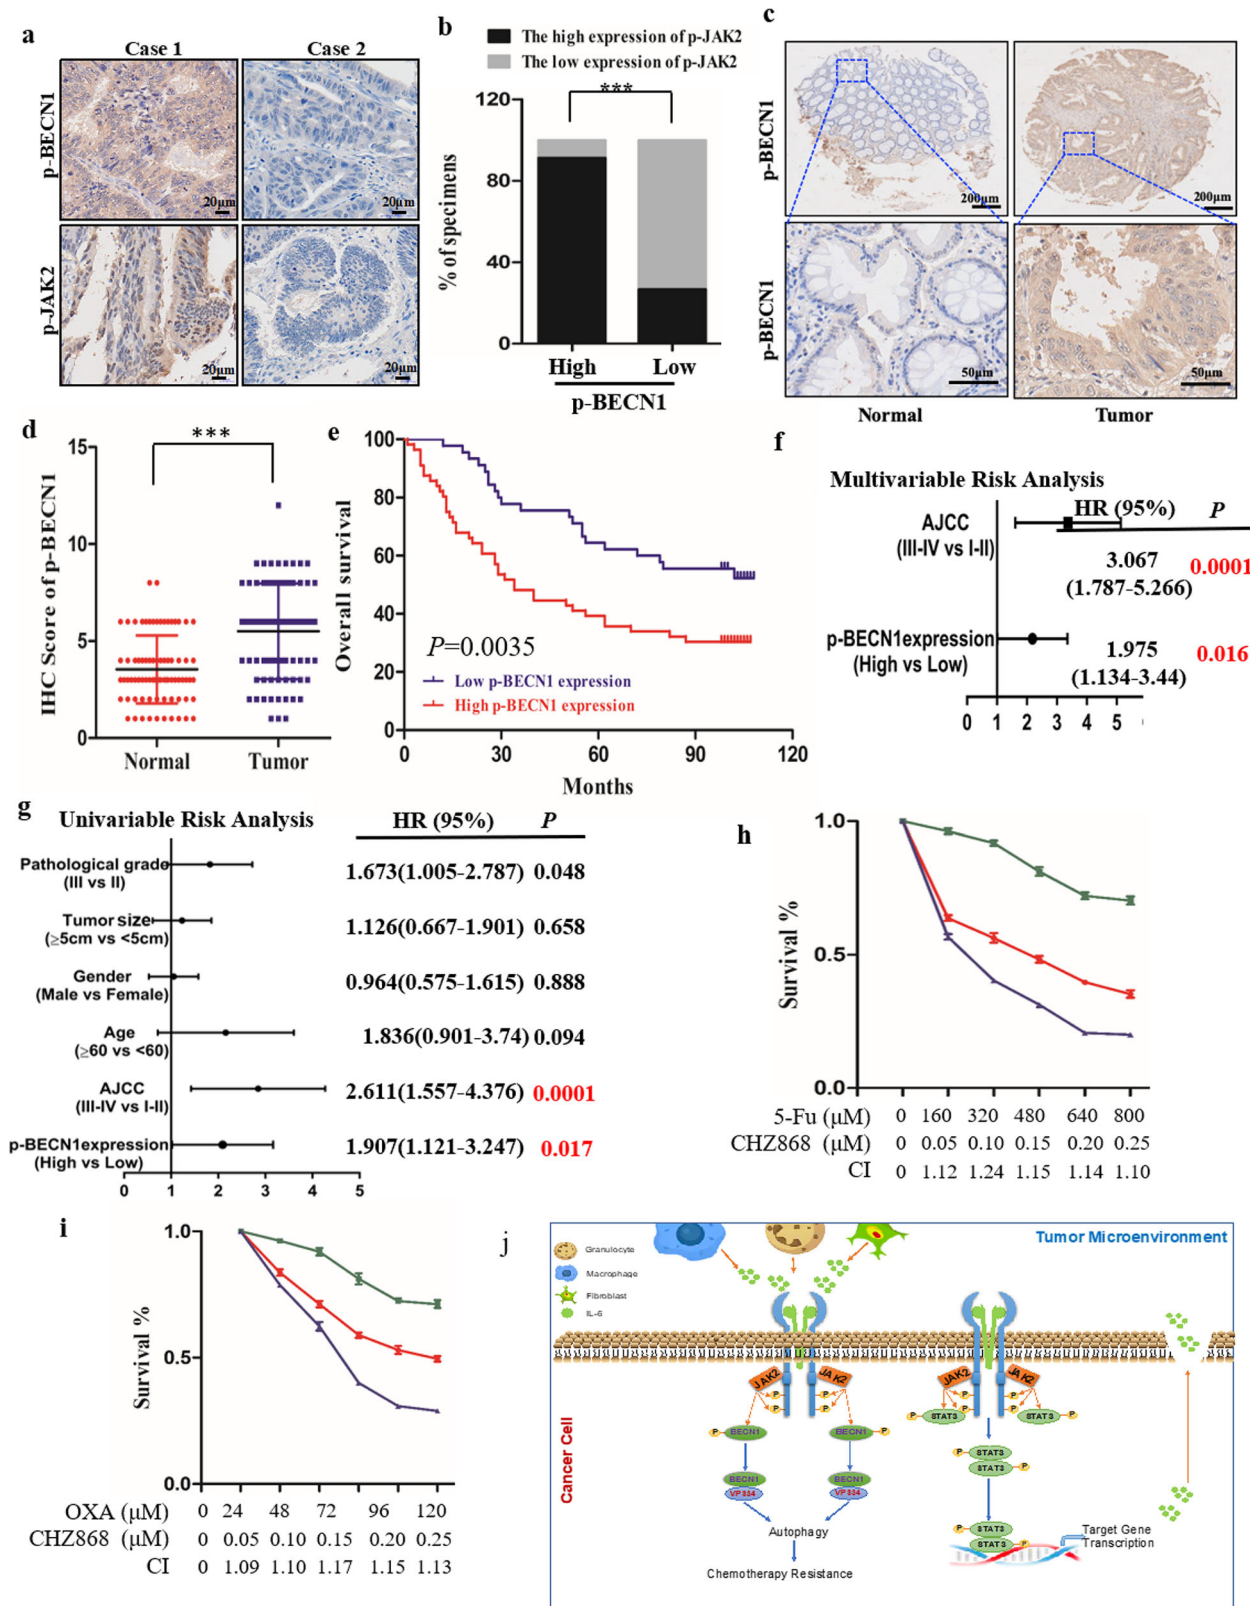 a
Case 1
Case 2
p-BECN1
20μm
20μm
p-JAK2
20μm
20μm
b
The high expression of p-JAK2
The low expression of p-JAK2
***
% of specimens
120
80
40
0
High
Low
p-BECN1
c
p-BECN1
200μm
200μm
p-BECN1
50μm
50μm
Normal
Tumor
d
***
IHC Score of p-BECN1
15
10
5
0
Normal
Tumor
e
Overall survival
100
80
60
40
20
0
P=0.0035
Low p-BECN1 expression
High p-BECN1 expression
0
30
60
90
120
Months
f
Multivariable Risk Analysis
HR (95%)
P
AJCC
(III-IV vs I-II)
3.067
(1.787-5.266)
0.0001
p-BECN1expression
(High vs Low)
1.975
(1.134-3.44)
0.016
0 1 2 3 4 5
g
Univariable Risk Analysis
HR (95%)
P
Pathological grade
(III vs II)
1.673(1.005-2.787) 0.048
Tumor size
(≥5cm vs <5cm)
1.126(0.667-1.901) 0.658
Gender
(Male vs Female)
0.964(0.575-1.615) 0.888
Age
(≥60 vs <60)
1.836(0.901-3.74) 0.094
AJCC
(III-IV vs I-II)
2.611(1.557-4.376) 0.0001
p-BECN1expression
(High vs Low)
1.907(1.121-3.247) 0.017
0 1 2 3 4 5
h
Survival %
1.0
0.5
0.0
5-Fu (μM) 0 160 320 480 640 800
CHZ868 (μM) 0 0.05 0.10 0.15 0.20 0.25
CI 0 1.12 1.24 1.15 1.14 1.10
i
Survival %
1.0
0.5
0.0
OXA (μM) 0 24 48 72 96 120
CHZ868 (μM) 0 0.05 0.10 0.15 0.20 0.25
CI 0 1.09 1.10 1.17 1.15 1.13
j
Tumor Microenvironment
Granulocyte
Macrophage
Fibroblast
IL-6
Cancer Cell
JAK2
JAK2
JAK2
JAK2
P
P
P
P
P
P
P
P
P
BECN1
BECN1
P
P
STAT3
STAT3
P
BECN1
VPS34
BECN1
VPS34
P
STAT3
STAT3
P
Autophagy
Chemotherapy Resistance
P
STAT3
STAT3
P
Target Gene
Transcription